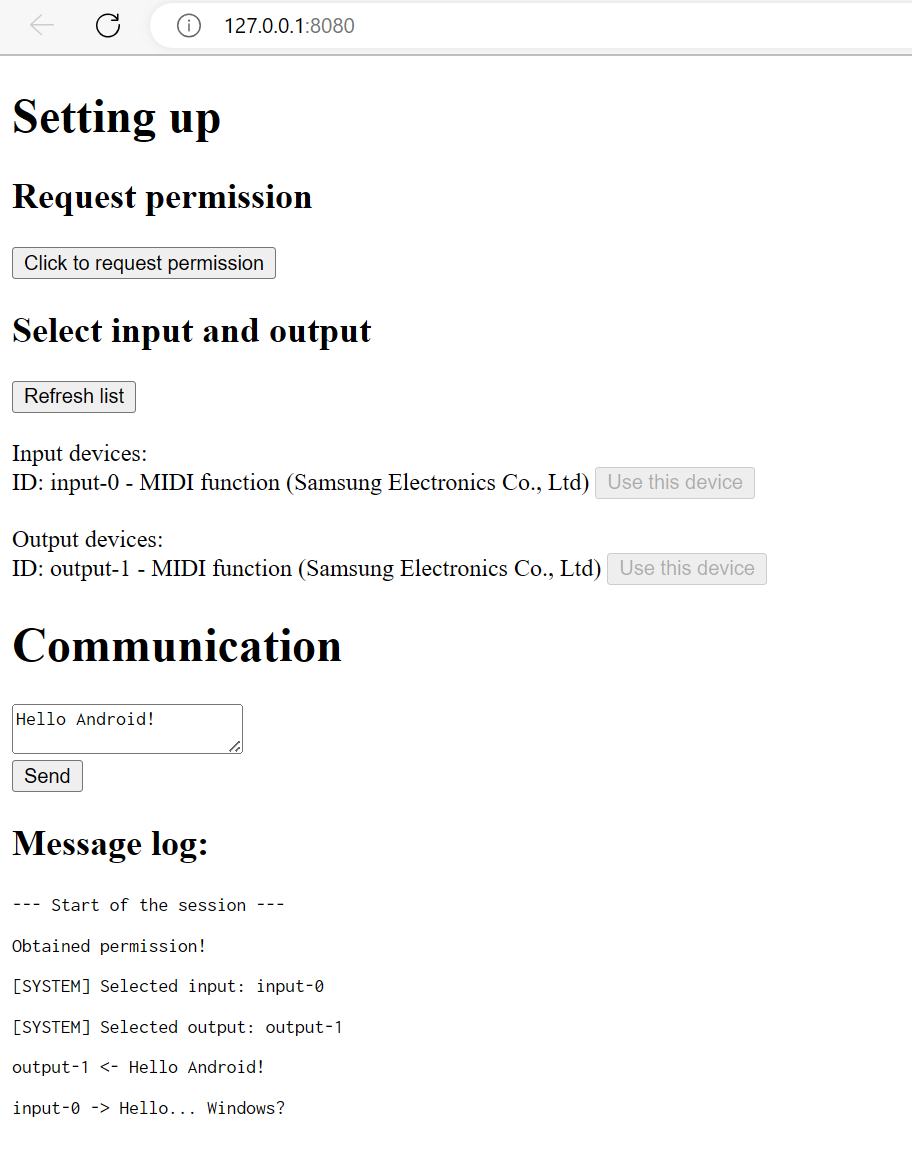 127.0.0.1:8080
Setting up
Request permission
Click to request permission
Select input and output
Refresh list
Input devices:
ID: input-0 - MIDI function (Samsung Electronics Co., Ltd) Use this device
Output devices:
ID: output-1 - MIDI function (Samsung Electronics Co., Ltd) Use this device
Communication
Hello Android!
Send
Message log:
--- Start of the session ---
Obtained permission!
[SYSTEM] Selected input: input-0
[SYSTEM] Selected output: output-1
output-1 <- Hello Android!
input-0 -> Hello... Windows?